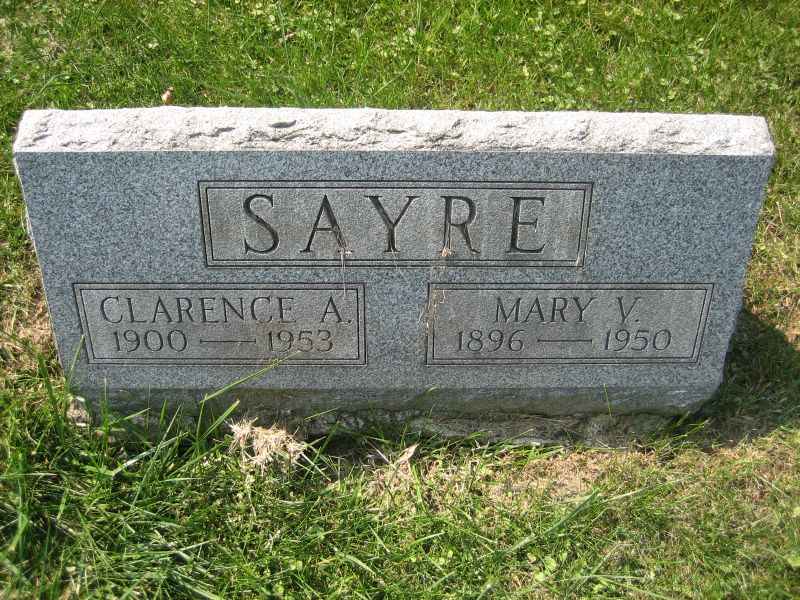 SAYRE
CLARENCE A.
1900 — 1953
MARY V.
1896 — 1950